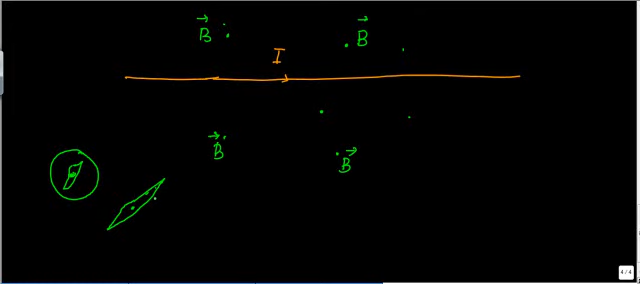 B⃗ B⃗
I
B⃗ B⃗
4 / 4